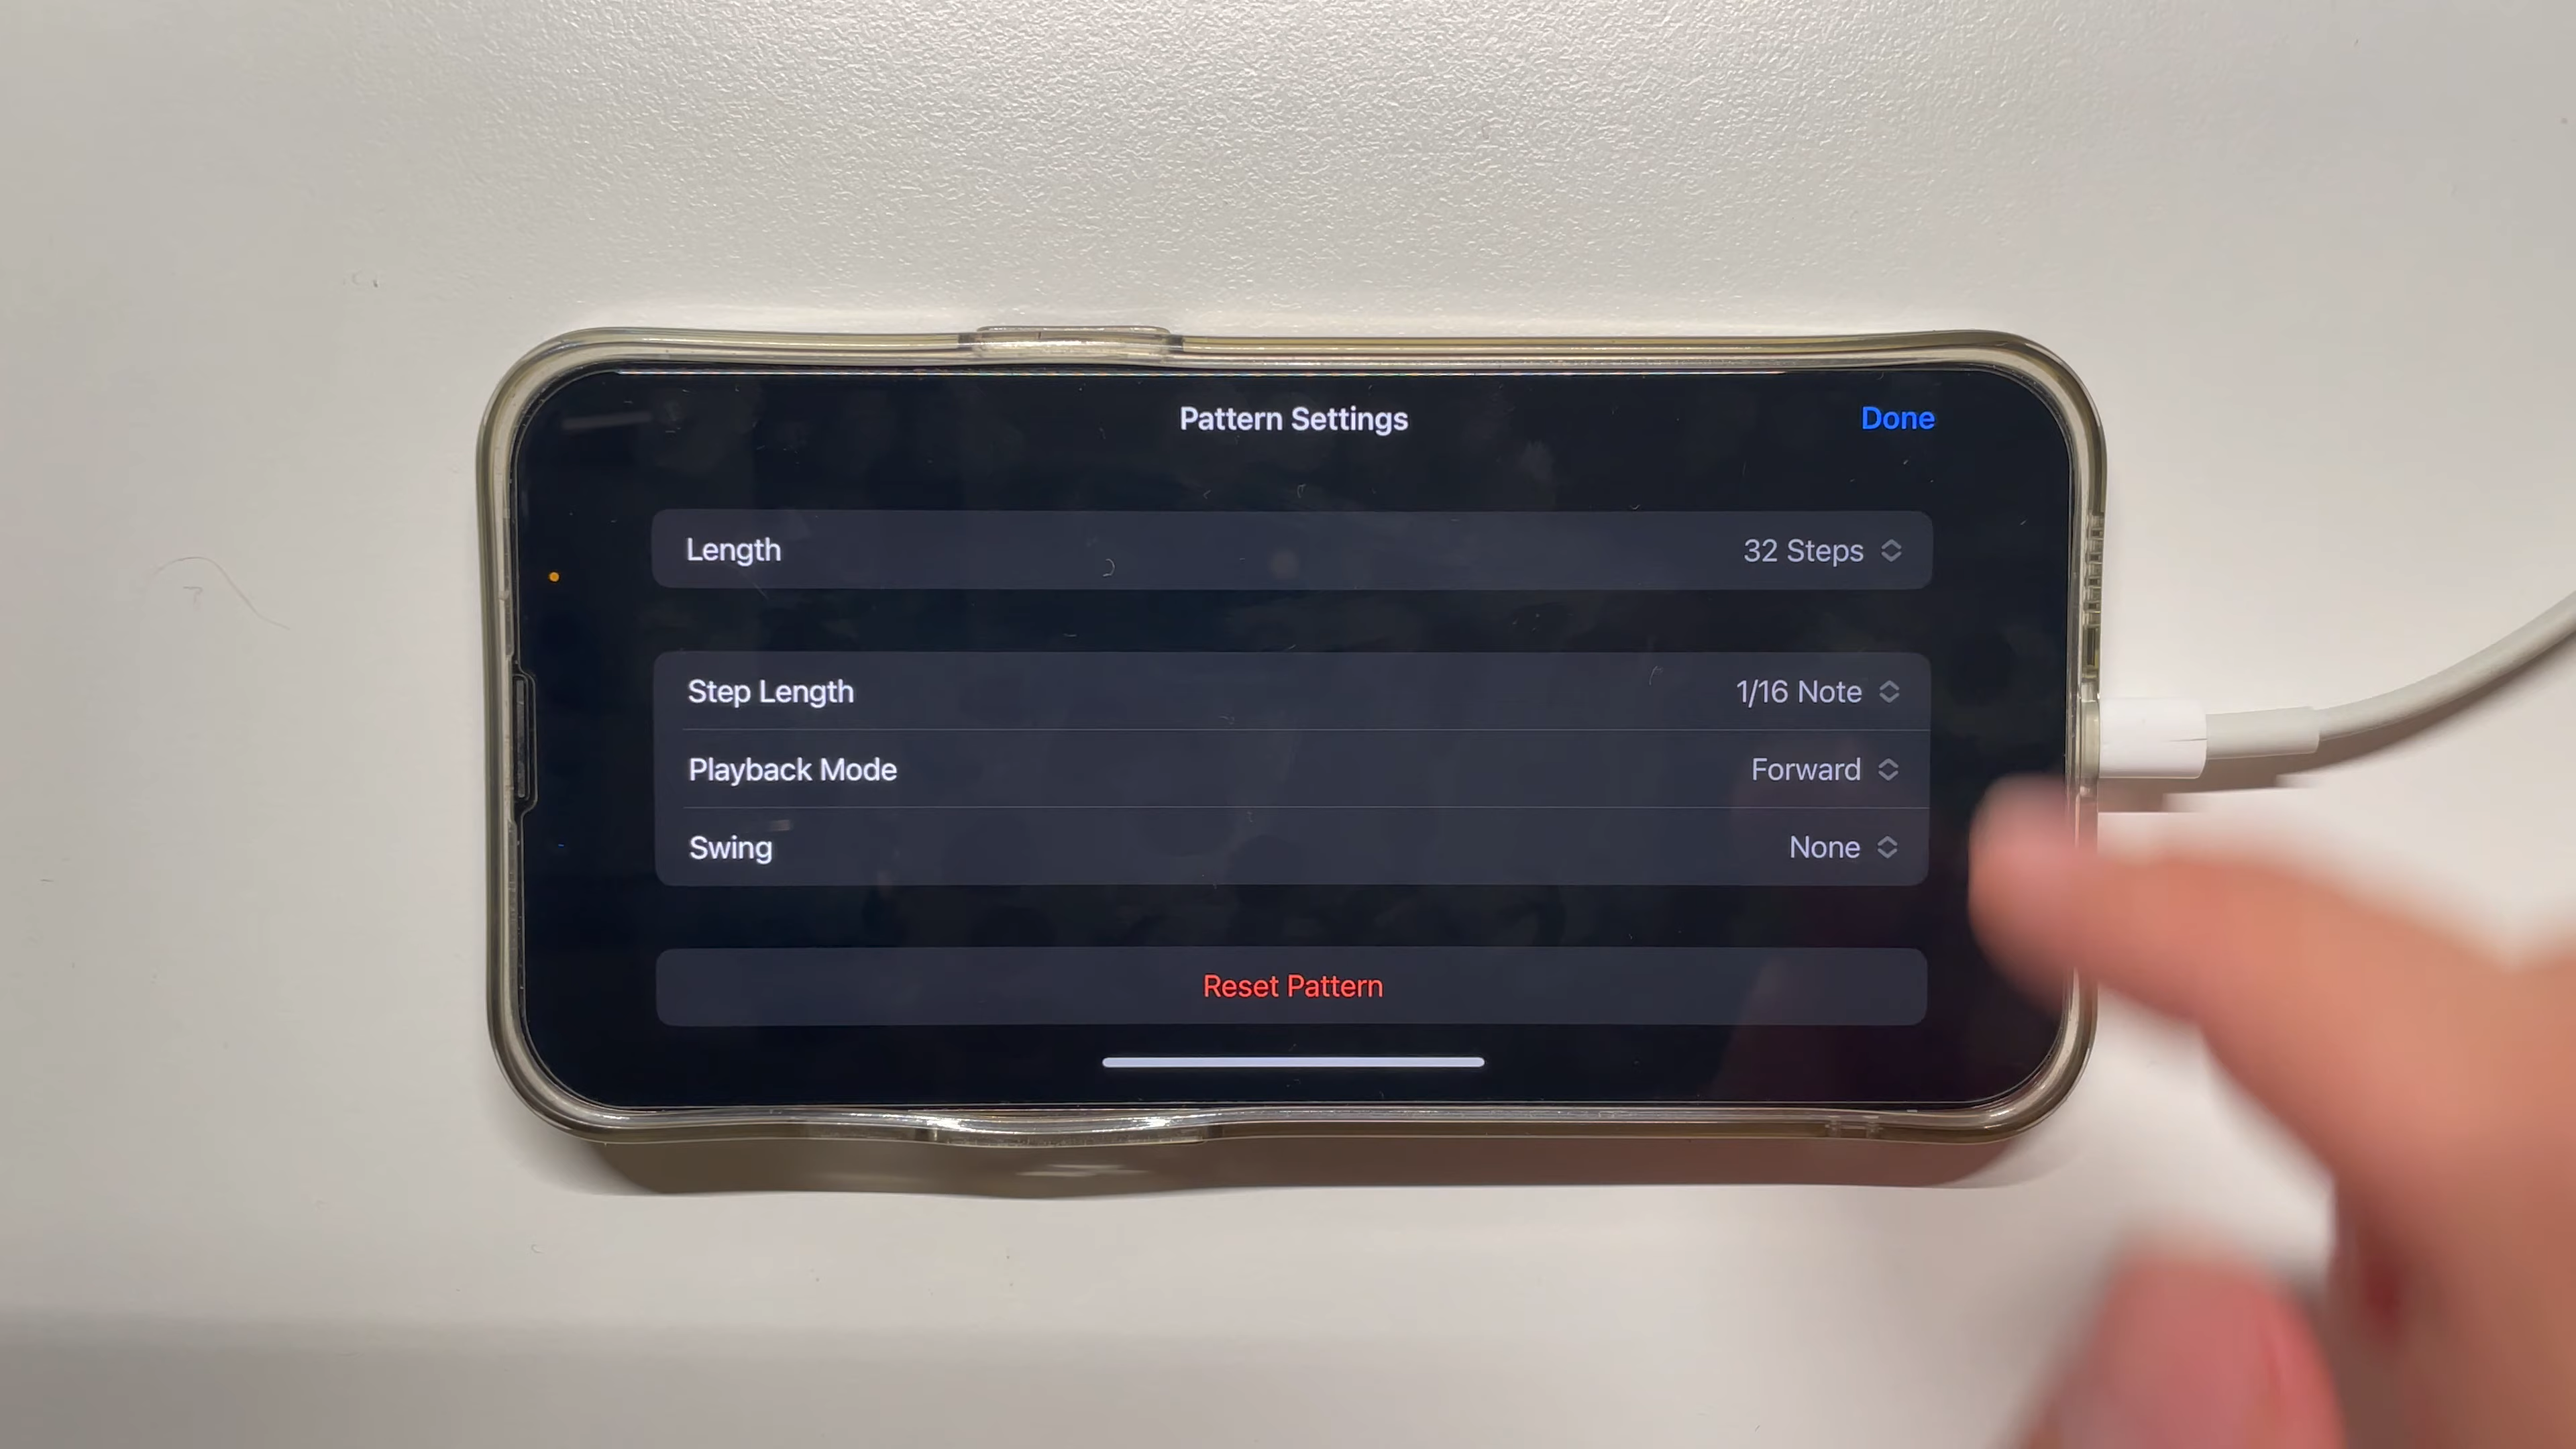 Pattern Settings
Done
Length 32 Steps
Step Length 1/16 Note
Playback Mode Forward
Swing None
Reset Pattern